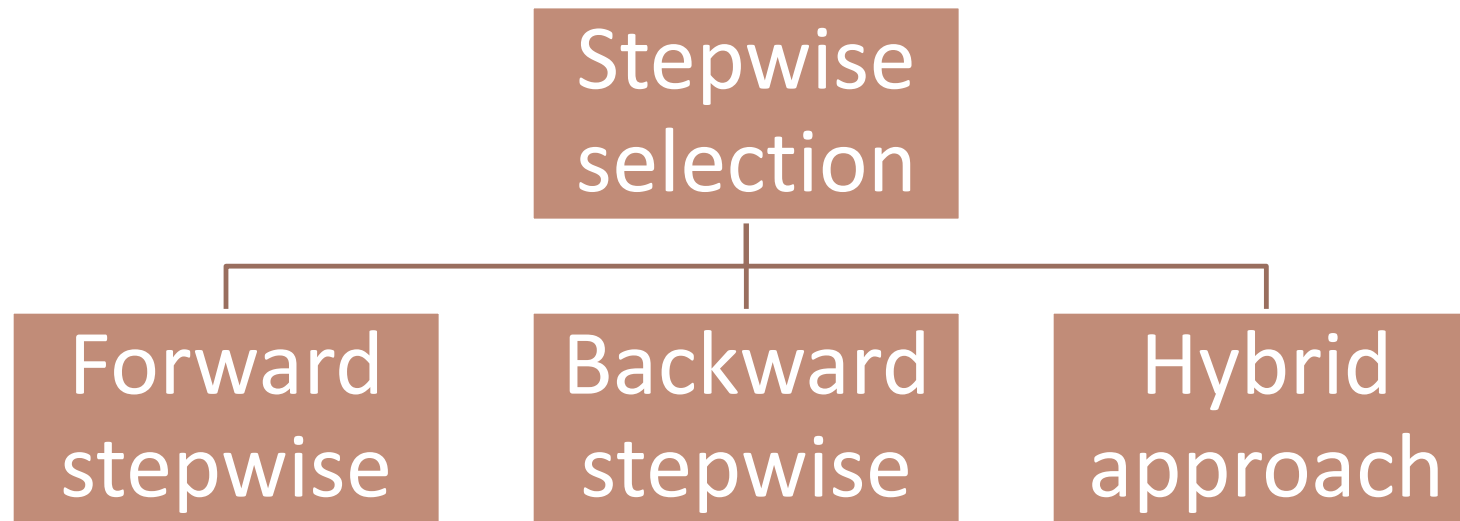 Stepwise
selection
Forward
stepwise
Backward
stepwise
Hybrid
approach